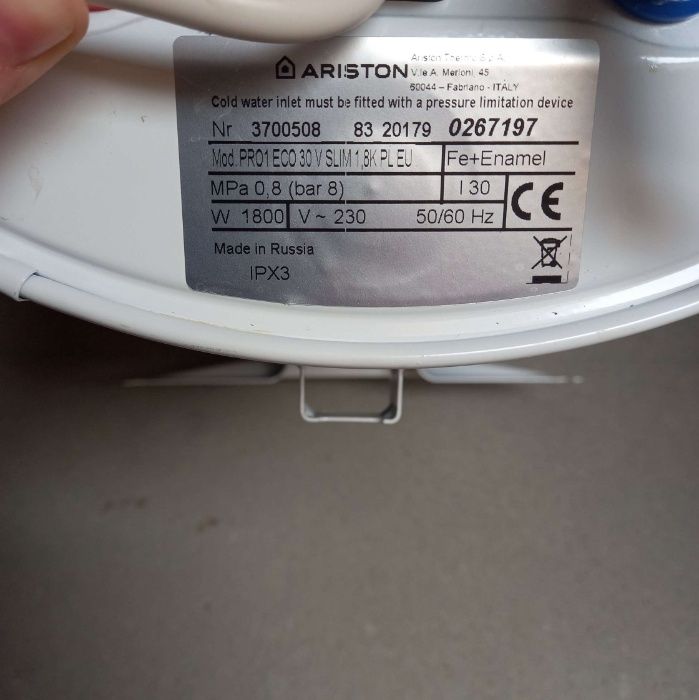 ARISTON
Ariston Thermo S.p.A.
V.le A. Merloni, 45
60044 – Fabriano - ITALY
Cold water inlet must be fitted with a pressure limitation device
Nr 3700508 83 20179 0267197
Mod. PRO1 ECO 30 V SLIM 1,8K PL EU Fe+Enamel
MPa 0,8 (bar 8) l 30 CE
W 1800 V ~ 230 50/60 Hz
Made in Russia
IPX3